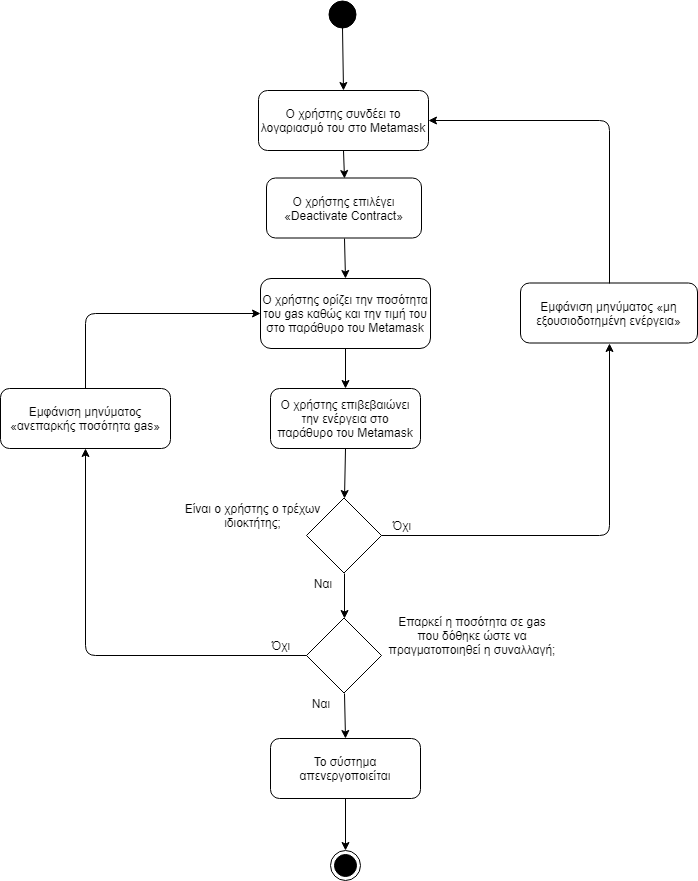 Ο χρήστης συνδέει το
λογαριασμό του στο Metamask
Ο χρήστης επιλέγει
«Deactivate Contract»
Ο χρήστης ορίζει την ποσότητα
του gas καθώς και την τιμή του
στο παράθυρο του Metamask
Εμφάνιση μηνύματος «μη
εξουσιοδοτημένη ενέργεια»
Εμφάνιση μηνύματος
«ανεπαρκής ποσότητα gas»
Ο χρήστης επιβεβαιώνει
την ενέργεια στο
παράθυρο του Metamask
Είναι ο χρήστης ο τρέχων
ιδιοκτήτης;
Όχι
Ναι
Επαρκεί η ποσότητα σε gas
που δόθηκε ώστε να
πραγματοποιηθεί η συναλλαγή;
Όχι
Ναι
Το σύστημα
απενεργοποιείται